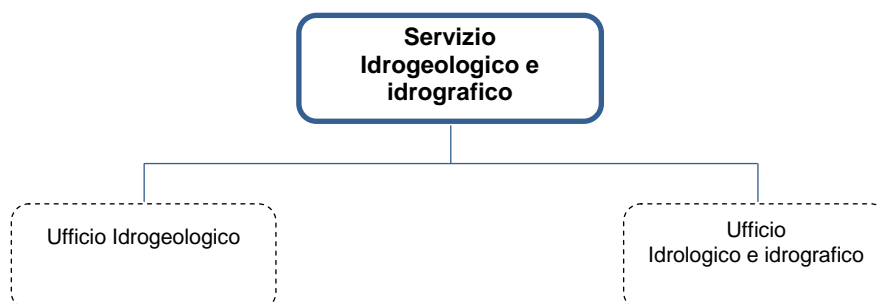 Servizio
Idrogeologico e
idrografico
Ufficio Idrogeologico
Ufficio
Idrologico e idrografico